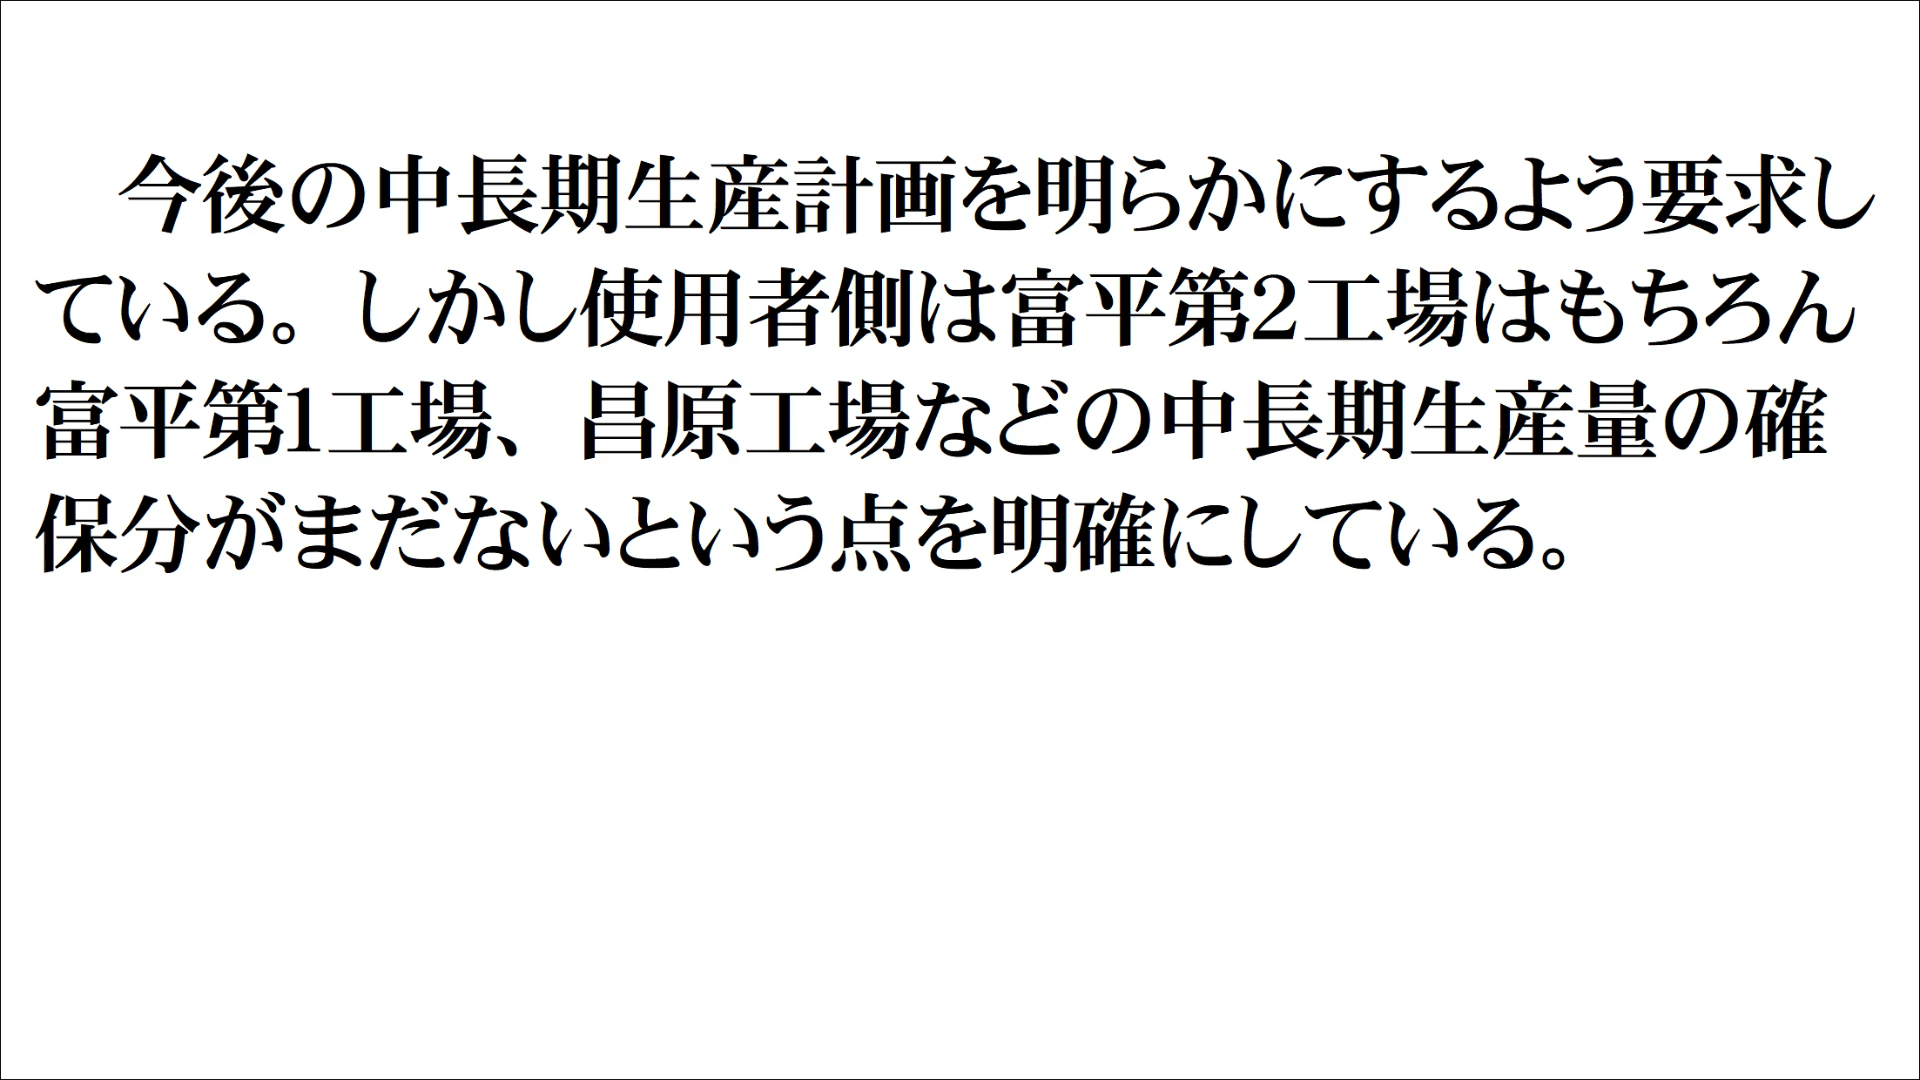 今後の中長期生産計画を明らかにするよう要求し
ている。しかし使用者側は富平第2工場はもちろん
富平第1工場、昌原工場などの中長期生産量の確
保分がまだないという点を明確にしている。